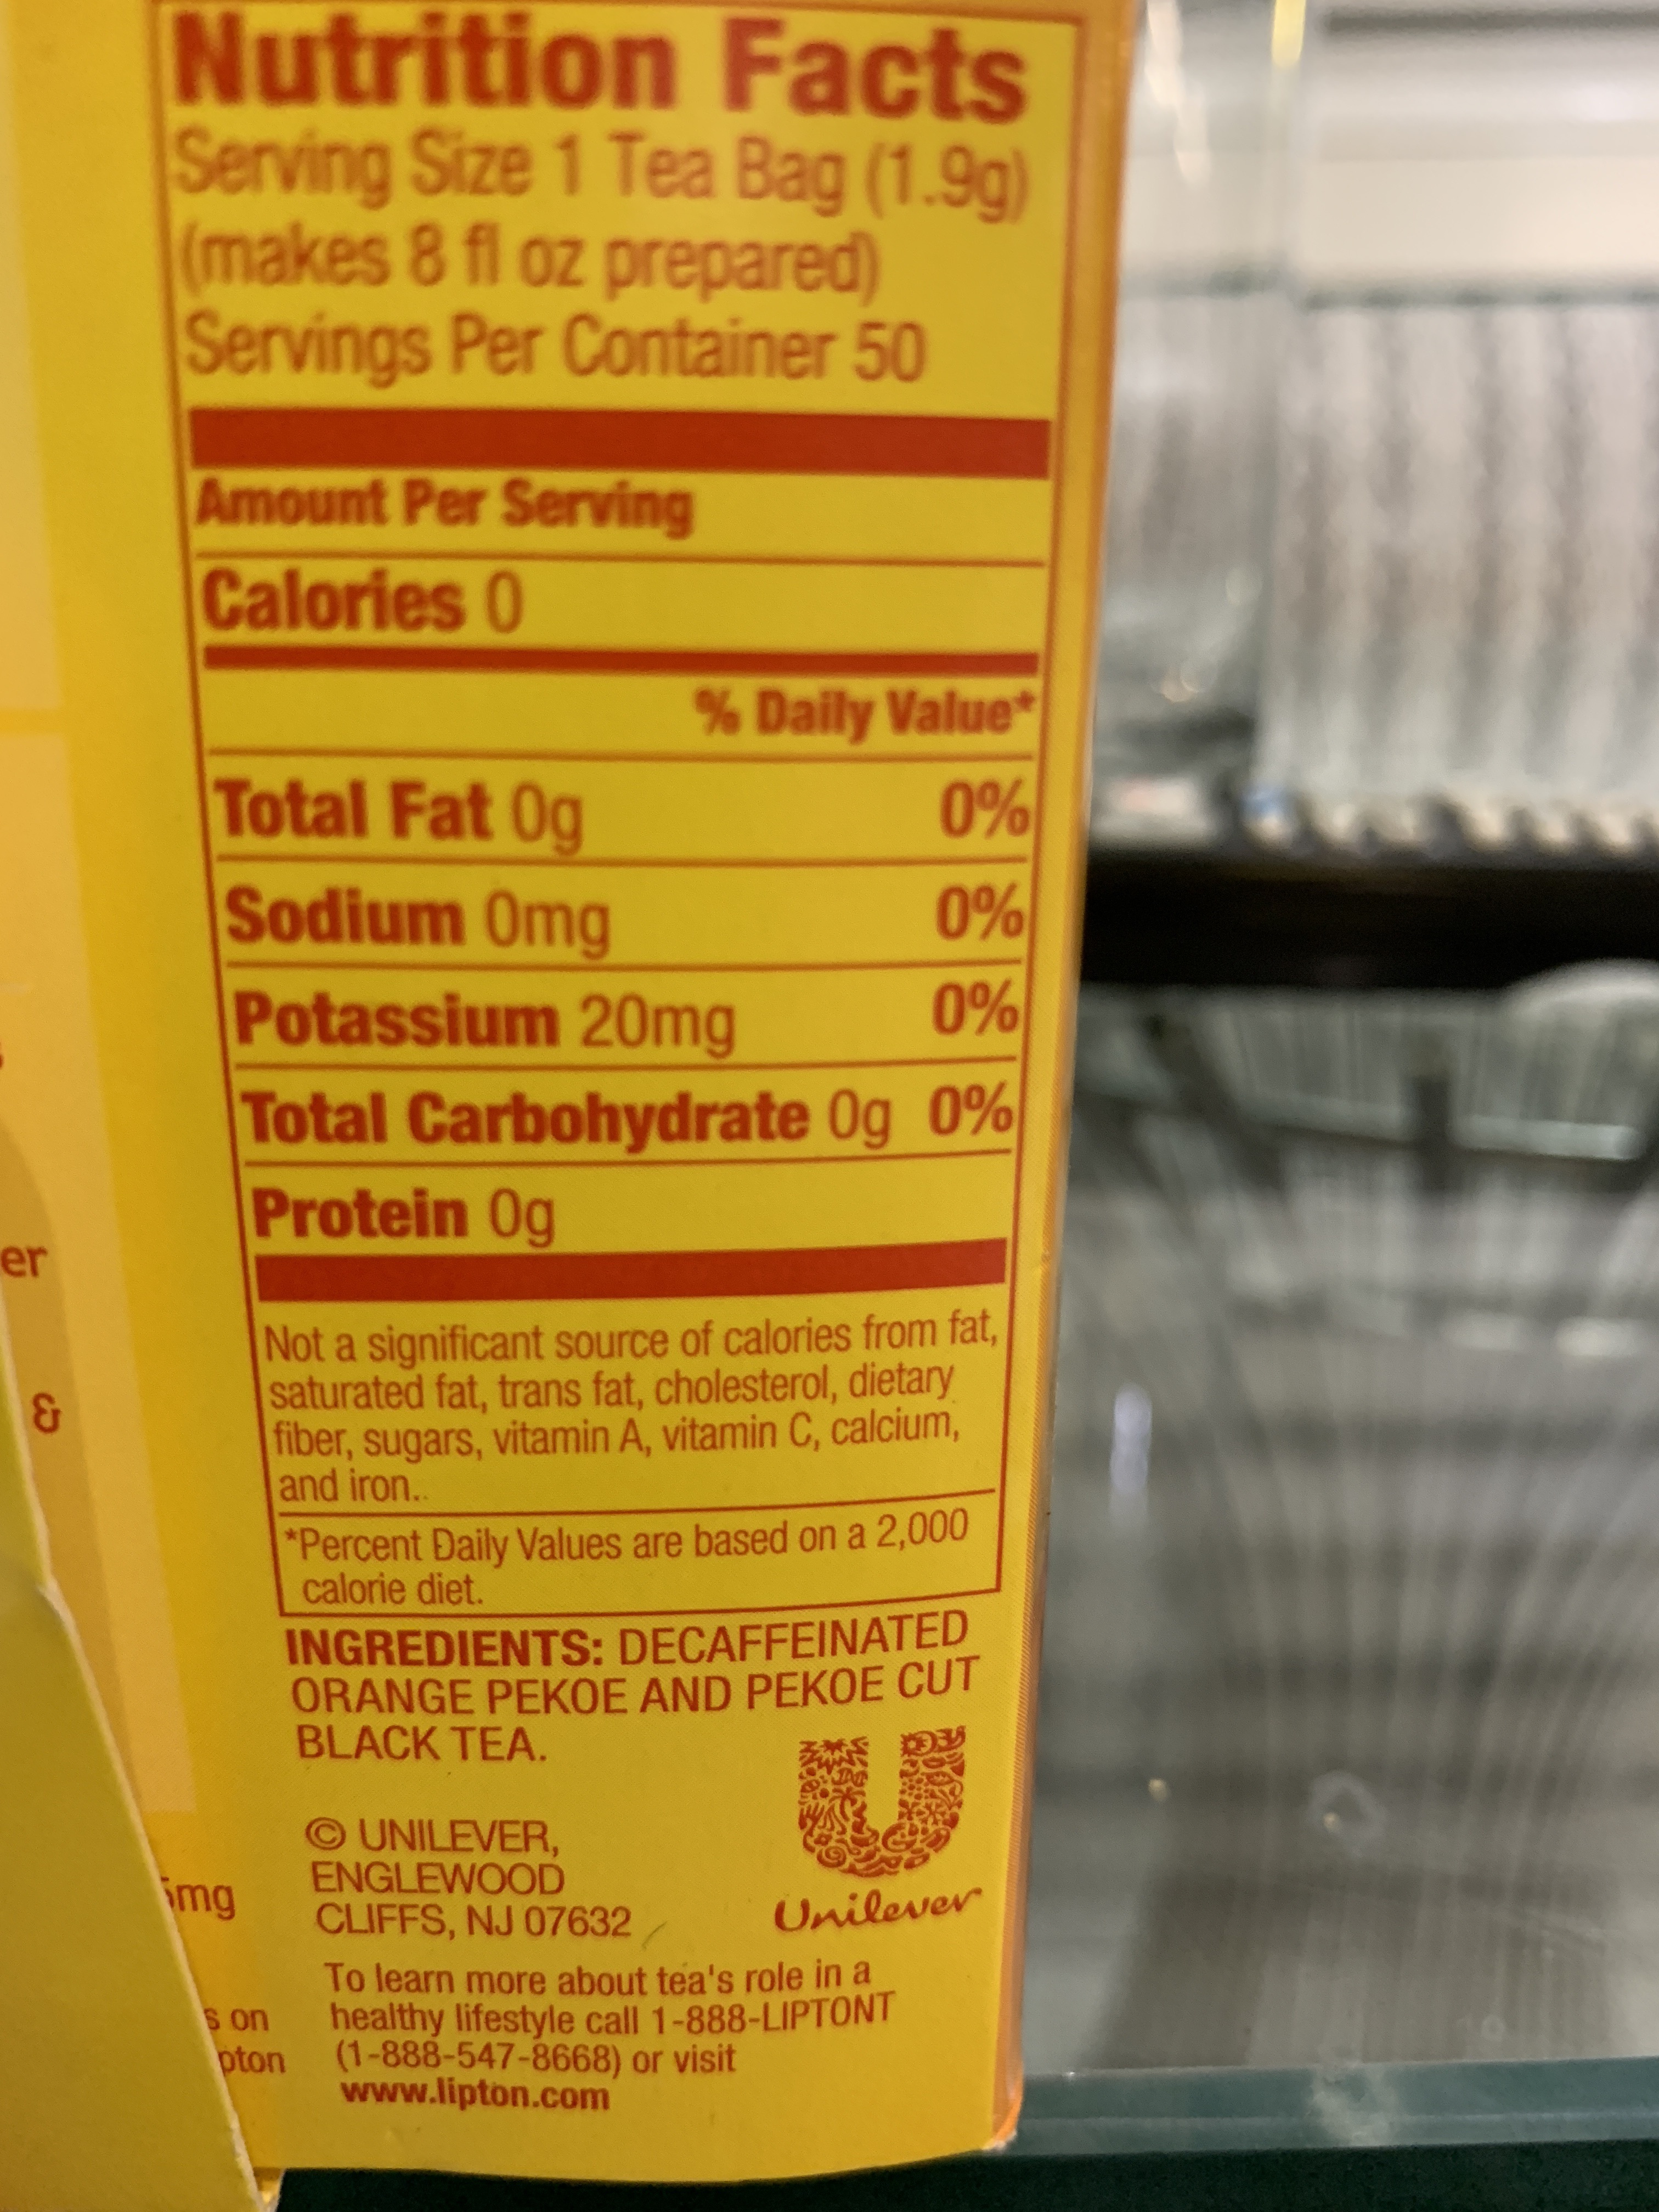 Nutrition Facts
Serving Size 1 Tea Bag (1.9g)
(makes 8 fl oz prepared)
Servings Per Container 50
Amount Per Serving
Calories 0
% Daily Value*
Total Fat 0g 0%
Sodium 0mg 0%
Potassium 20mg 0%
Total Carbohydrate 0g 0%
Protein 0g
Not a significant source of calories from fat,
saturated fat, trans fat, cholesterol, dietary
fiber, sugars, vitamin A, vitamin C, calcium,
and iron..
*Percent Daily Values are based on a 2,000
calorie diet.
INGREDIENTS: DECAFFEINATED
ORANGE PEKOE AND PEKOE CUT
BLACK TEA.
© UNILEVER,
ENGLEWOOD
CLIFFS, NJ 07632
Unilever
To learn more about tea's role in a
healthy lifestyle call 1-888-LIPTONT
(1-888-547-8668) or visit
www.lipton.com
er
&
mg
s on
pton